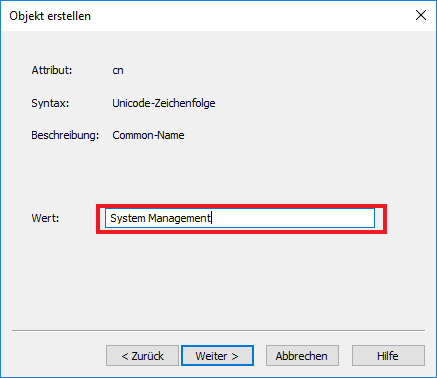 Objekt erstellen
Attribut: cn
Syntax: Unicode-Zeichenfolge
Beschreibung: Common-Name
Wert: System Management
< Zurück Weiter > Abbrechen Hilfe